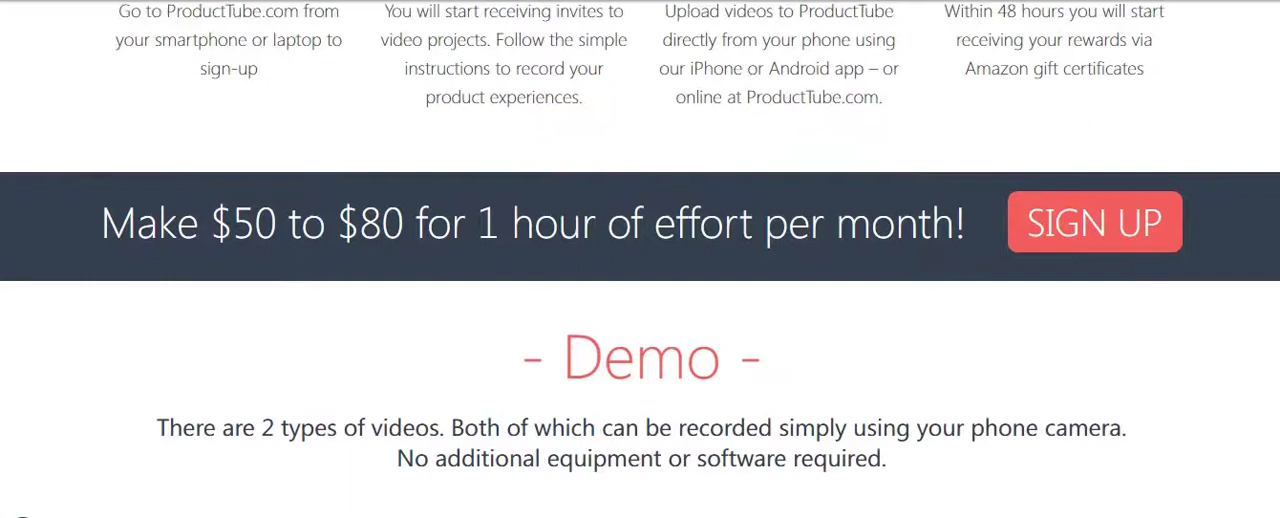 Go to ProductTube.com from
your smartphone or laptop to
sign-up
You will start receiving invites to
video projects. Follow the simple
instructions to record your
product experiences.
Upload videos to ProductTube
directly from your phone using
our iPhone or Android app – or
online at ProductTube.com.
Within 48 hours you will start
receiving your rewards via
Amazon gift certificates
Make $50 to $80 for 1 hour of effort per month!
SIGN UP
- Demo -
There are 2 types of videos. Both of which can be recorded simply using your phone camera.
No additional equipment or software required.